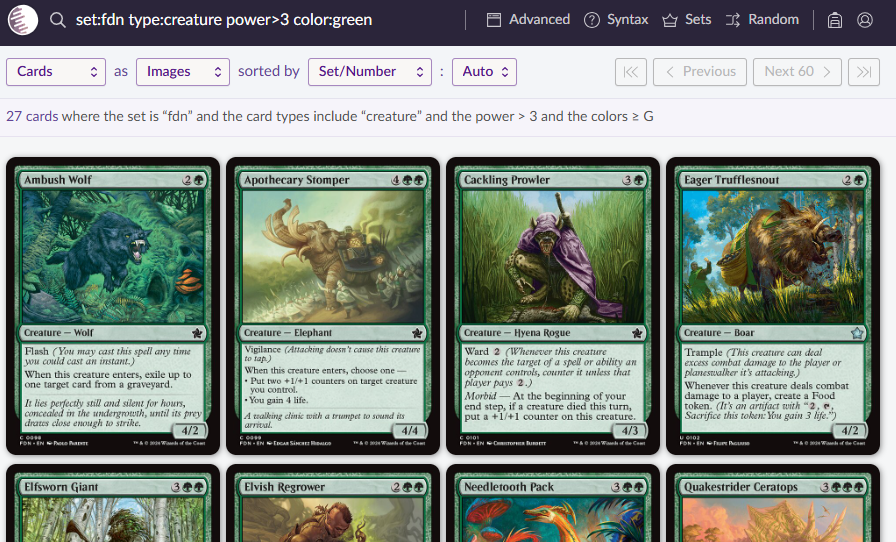 set:fdn type:creature power>3 color:green
Advanced
Syntax
Sets
Random
Cards as Images sorted by Set/Number : Auto
Previous
Next 60
27 cards where the set is “fdn” and the card types include “creature” and the power > 3 and the colors ≥ G
Ambush Wolf 2
Creature — Wolf
Flash (You may cast this spell any time
you could cast an instant.)
When this creature enters, exile up to
one target card from a graveyard.
It lies perfectly still and silent for hours,
concealed in the undergrowth, until its prey
draws close enough to strike.
4/2
C 0098
FDN • EN PAOLO PARENTE
™ & © 2024 Wizards of the Coast
Apothecary Stomper 4
Creature — Elephant
Vigilance (Attacking doesn't cause this creature
to tap.)
When this creature enters, choose one —
• Put two +1/+1 counters on target creature
you control.
• You gain 4 life.
A walking clinic with a trumpet to sound its
arrival.
4/4
C 0099
FDN • EN EDGAR SÁNCHEZ HIDALGO
™ & © 2024 Wizards of the Coast
Cackling Prowler 3
Creature — Hyena Rogue
Ward 2 (Whenever this creature
becomes the target of a spell or ability an
opponent controls, counter it unless that
player pays 2.)
Morbid — At the beginning of your
end step, if a creature died this turn,
put a +1/+1 counter on this creature.
4/3
C 0101
FDN • EN CHRISTOPHER BURDETT
™ & © 2024 Wizards of the Coast
Eager Trufflesnout 2
Creature — Boar
Trample (This creature can deal
excess combat damage to the player or
planeswalker it's attacking.)
Whenever this creature deals combat
damage to a player, create a Food
token. (It's an artifact with “2, ,
Sacrifice this token: You gain 3 life.”)
4/2
U 0102
FDN • EN FILIPE PAGLIUSO
™ & © 2024 Wizards of the Coast
Elfsworn Giant 3
Elvish Regrower 2
Needletooth Pack 3
Quakestrider Ceratops 3